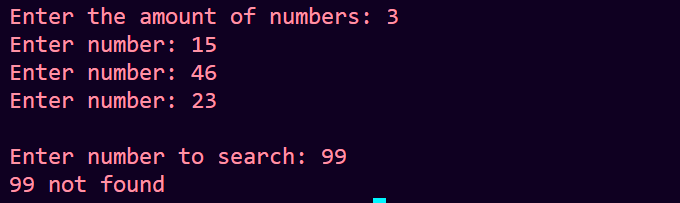 Enter the amount of numbers: 3
Enter number: 15
Enter number: 46
Enter number: 23
Enter number to search: 99
99 not found